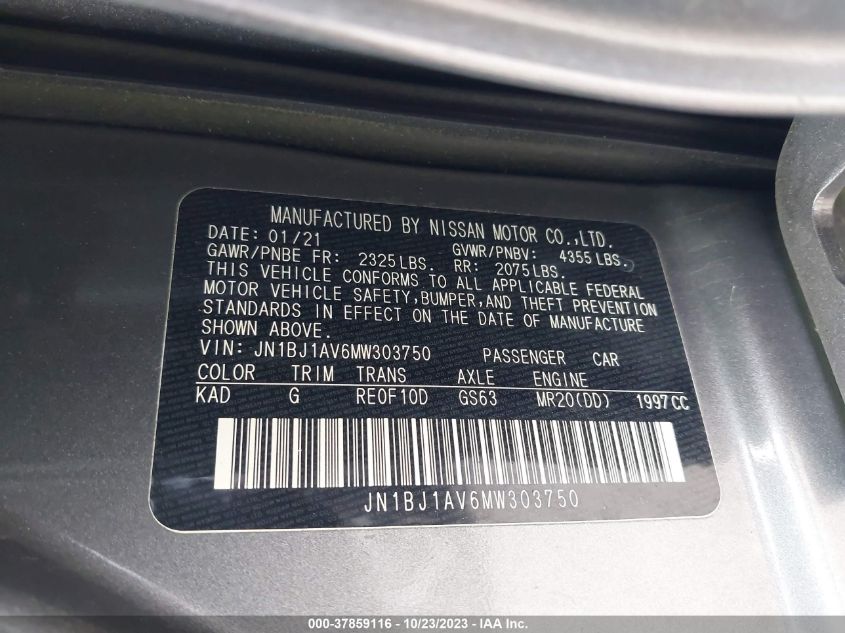 MANUFACTURED BY NISSAN MOTOR CO.,LTD.
DATE: 01/21 GVWR/PNBV: 4355 LBS.
GAWR/PNBE FR: 2325 LBS. RR: 2075 LBS.
THIS VEHICLE CONFORMS TO ALL APPLICABLE FEDERAL
MOTOR VEHICLE SAFETY, BUMPER, AND THEFT PREVENTION
STANDARDS IN EFFECT ON THE DATE OF MANUFACTURE
SHOWN ABOVE.
VIN: JN1BJ1AV6MW303750 PASSENGER CAR
COLOR TRIM TRANS AXLE ENGINE
KAD G RE0F10D GS63 MR20(DD) 1997 CC
JN1BJ1AV6MW303750
000-37859116 - 10/23/2023 - IAA Inc.